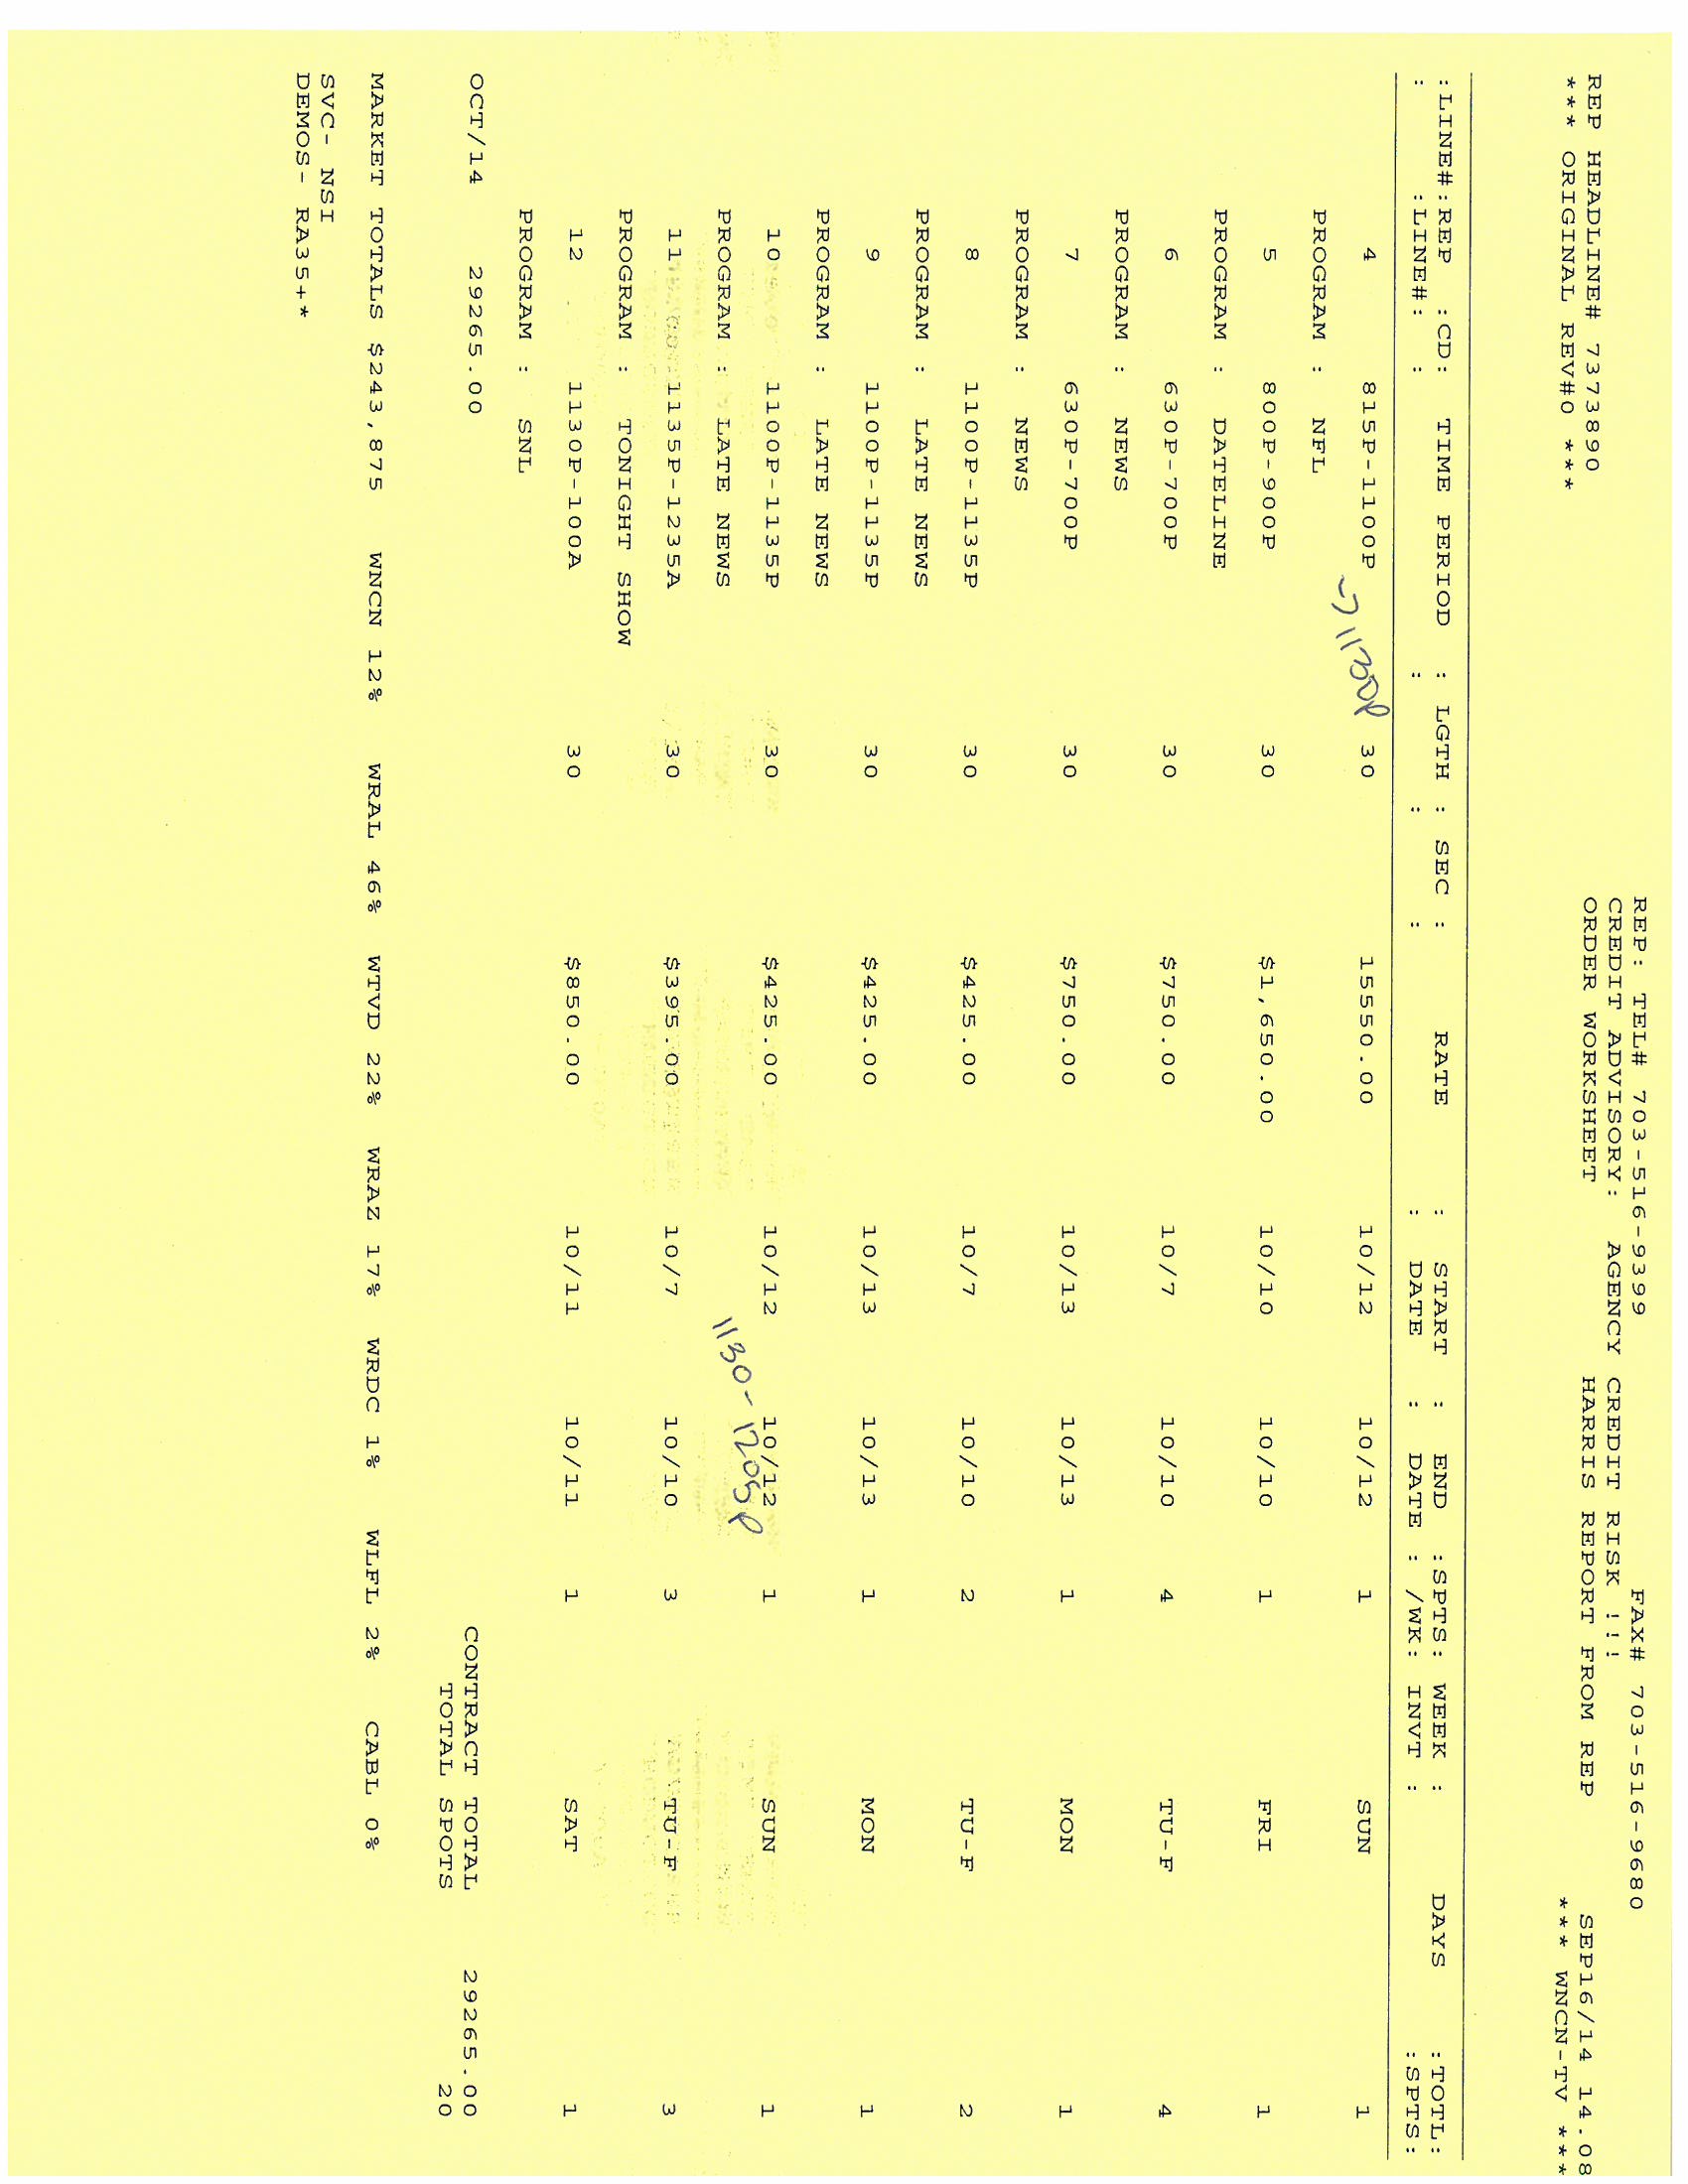 REP: TEL# 703-516-9399 FAX# 703-516-9680
CREDIT ADVISORY: AGENCY CREDIT RISK !!!
REP HEADLINE# 7373890 ORDER WORKSHEET HARRIS REPORT FROM REP SEP16/14 14.08
*** ORIGINAL REV#0 *** *** WNCN-TV ***
:LINE#:REP :CD: TIME PERIOD : LGTH : SEC : RATE : START : END :SPTS: WEEK : DAYS :TOTL:
: :LINE#: : : : : DATE : DATE : /WK: INVT : :SPTS:
4 815P-1100P 30 1550.00 10/12 10/12 1 SUN 1
→ 1130P
PROGRAM : NFL
5 800P-900P 30 $1,650.00 10/10 10/10 1 FRI 1
PROGRAM : DATELINE
6 630P-700P 30 $750.00 10/7 10/10 4 TU-F 4
PROGRAM : NEWS
7 630P-700P 30 $750.00 10/13 10/13 1 MON 1
PROGRAM : NEWS
8 1100P-1135P 30 $425.00 10/7 10/10 2 TU-F 2
PROGRAM : LATE NEWS
9 1100P-1135P 30 $425.00 10/13 10/13 1 MON 1
PROGRAM : LATE NEWS
10 1100P-1135P 30 $425.00 10/12 10/12 1 SUN 1
PROGRAM : LATE NEWS 1130-1205P
11 1135P-1235A 30 $395.00 10/7 10/10 3 TU-F 3
PROGRAM : TONIGHT SHOW
12 1130P-100A 30 $850.00 10/11 10/11 1 SAT 1
PROGRAM : SNL
OCT/14 29265.00 CONTRACT TOTAL 29265.00
TOTAL SPOTS 20
MARKET TOTALS $243,875 WNCN 12% WRAL 46% WTVD 22% WRAZ 17% WRDC 1% WLFL 2% CABL 0%
SVC- NSI
DEMOS- RA35+*